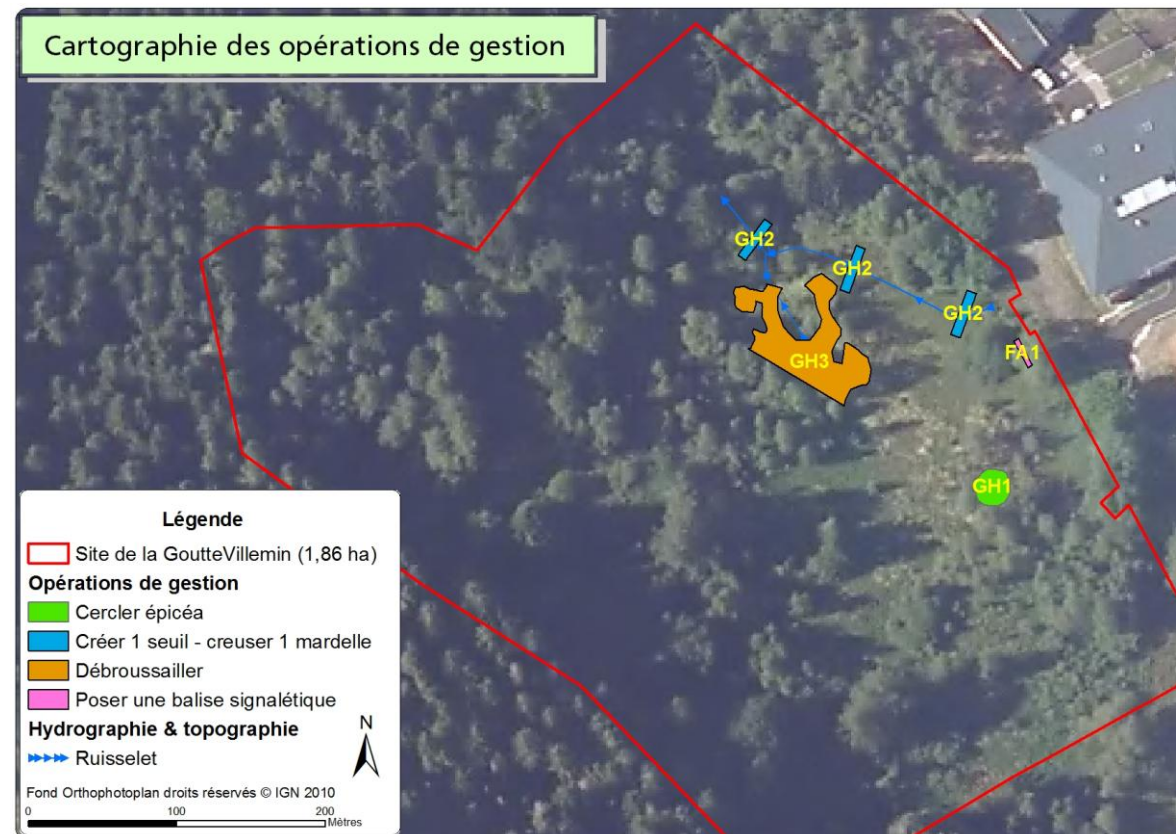 Cartographie des opérations de gestion
GH2
GH2
GH2
FA1
GH3
GH1
Légende
Site de la GoutteVillemin (1,86 ha)
Opérations de gestion
Cercler épicéa
Créer 1 seuil - creuser 1 mardelle
Débroussailler
Poser une balise signalétique
Hydrographie & topographie
N
Ruisselet
Fond Orthophotoplan droits réservés © IGN 2010
0 100 200
Mètres